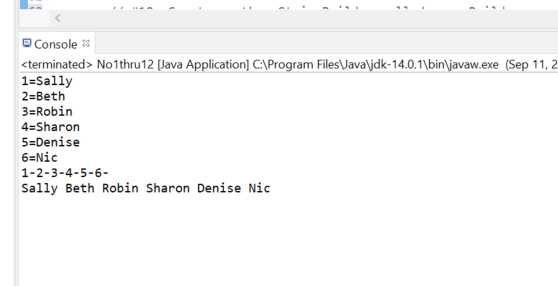 Console
<terminated> No1thru12 [Java Application] C:\Program Files\Java\jdk-14.0.1\bin\javaw.exe (Sep 11, 2
1=Sally
2=Beth
3=Robin
4=Sharon
5=Denise
6=Nic
1-2-3-4-5-6-
Sally Beth Robin Sharon Denise Nic